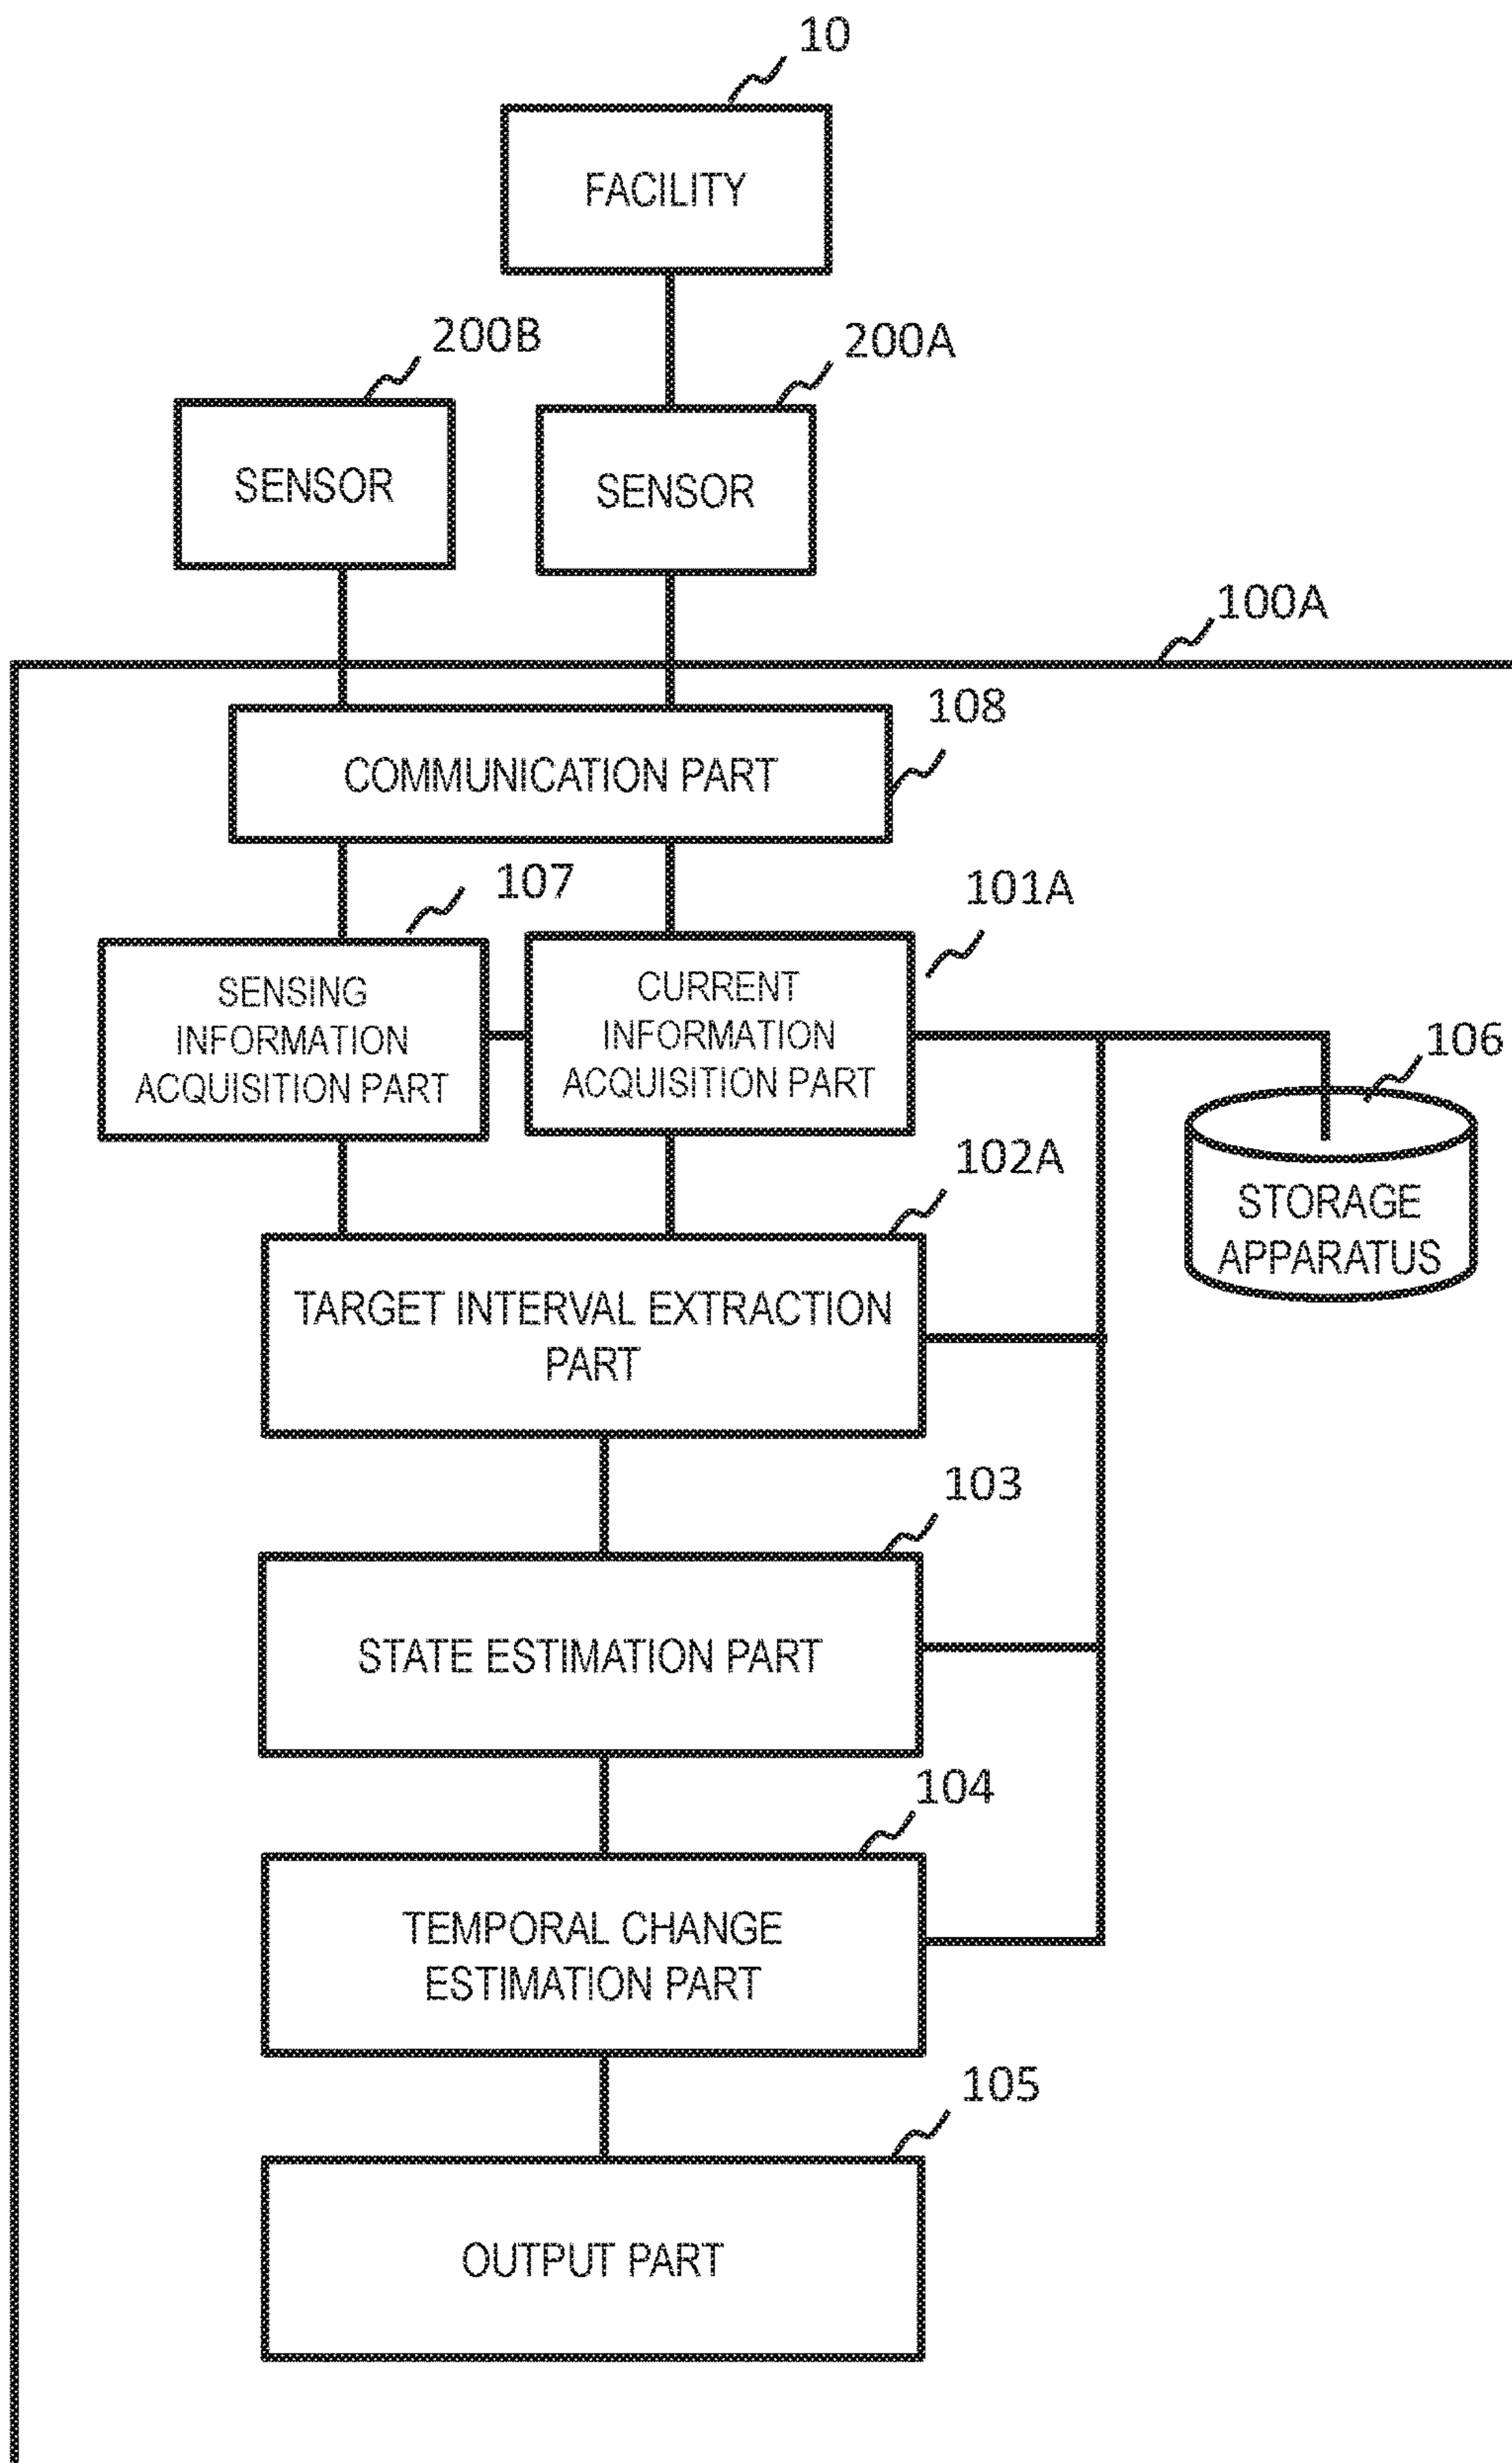 10
FACILITY
200B
200A
SENSOR
SENSOR
100A
108
COMMUNICATION PART
107
101A
SENSING
INFORMATION
ACQUISITION PART
CURRENT
INFORMATION
ACQUISITION PART
106
STORAGE
APPARATUS
102A
TARGET INTERVAL EXTRACTION
PART
103
STATE ESTIMATION PART
104
TEMPORAL CHANGE
ESTIMATION PART
105
OUTPUT PART